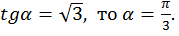 tgα = √3, то α = π/3.